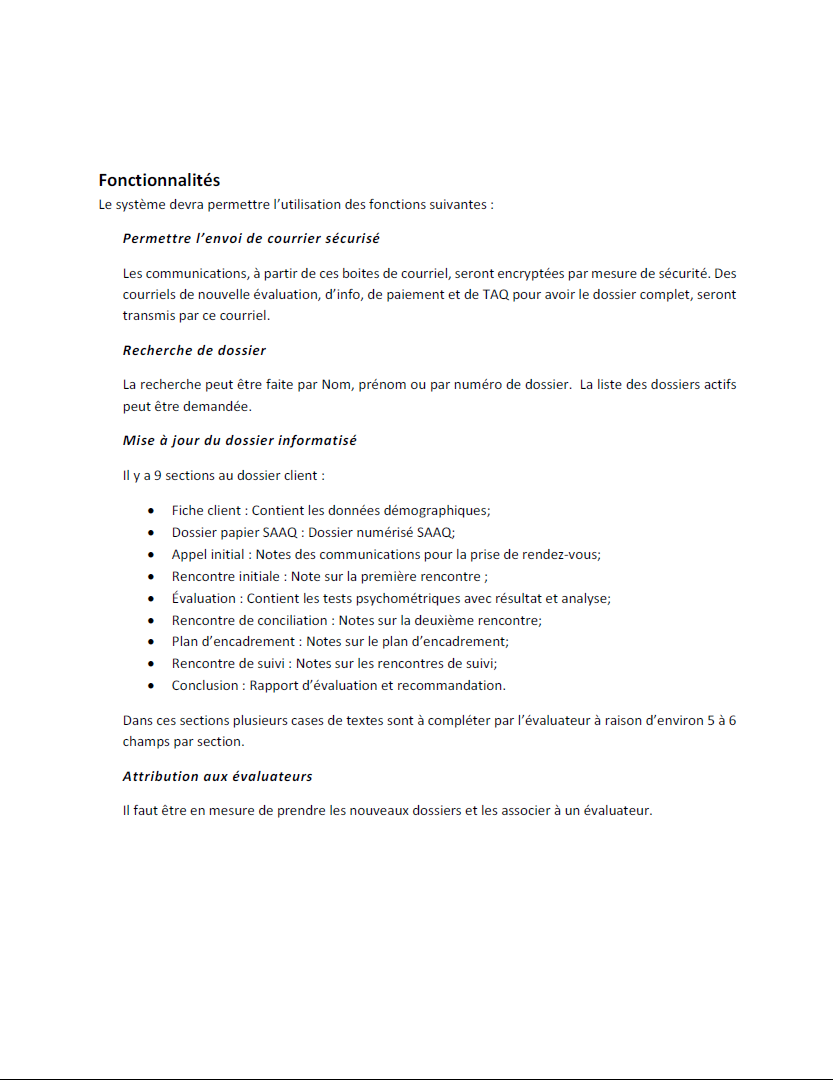 Fonctionnalités
Le système devra permettre l’utilisation des fonctions suivantes :
Permettre l’envoi de courrier sécurisé
Les communications, à partir de ces boites de courriel, seront encryptées par mesure de sécurité. Des
courriels de nouvelle évaluation, d’info, de paiement et de TAQ pour avoir le dossier complet, seront
transmis par ce courriel.
Recherche de dossier
La recherche peut être faite par Nom, prénom ou par numéro de dossier.  La liste des dossiers actifs
peut être demandée.
Mise à jour du dossier informatisé
Il y a 9 sections au dossier client :
• Fiche client : Contient les données démographiques;
• Dossier papier SAAQ : Dossier numérisé SAAQ;
• Appel initial : Notes des communications pour la prise de rendez-vous;
• Rencontre initiale : Note sur la première rencontre ;
• Évaluation : Contient les tests psychométriques avec résultat et analyse;
• Rencontre de conciliation : Notes sur la deuxième rencontre;
• Plan d’encadrement : Notes sur le plan d’encadrement;
• Rencontre de suivi : Notes sur les rencontres de suivi;
• Conclusion : Rapport d’évaluation et recommandation.
Dans ces sections plusieurs cases de textes sont à compléter par l’évaluateur à raison d’environ 5 à 6
champs par section.
Attribution aux évaluateurs
Il faut être en mesure de prendre les nouveaux dossiers et les associer à un évaluateur.